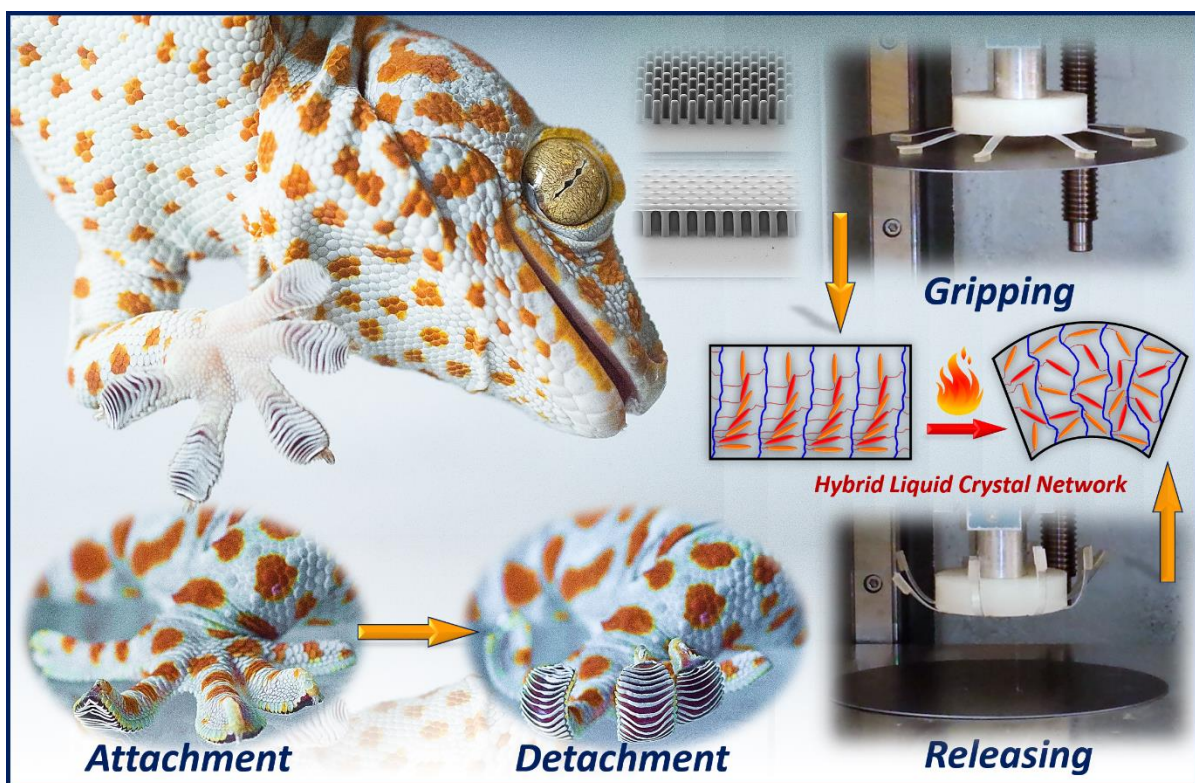 Gripping
Hybrid Liquid Crystal Network
Attachment
Detachment
Releasing